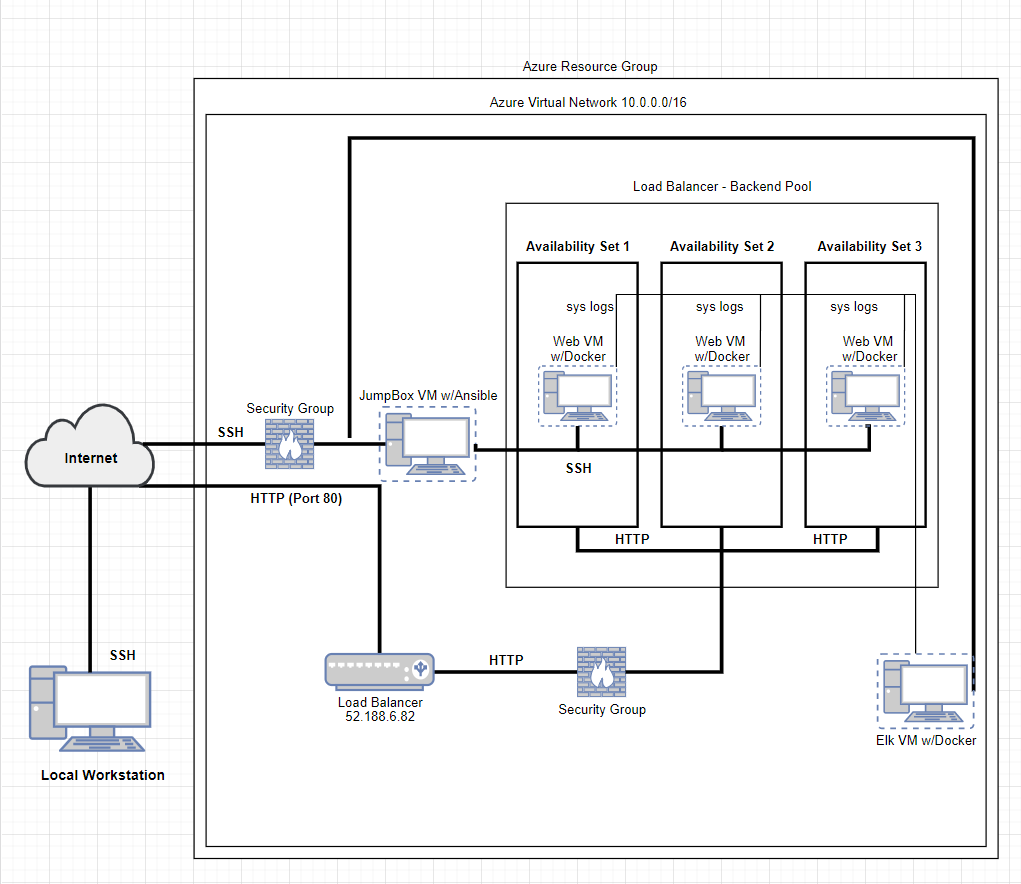 Azure Resource Group
Azure Virtual Network 10.0.0.0/16
Load Balancer - Backend Pool
Availability Set 1
Availability Set 2
Availability Set 3
sys logs
sys logs
sys logs
Web VM
w/Docker
Web VM
w/Docker
Web VM
w/Docker
JumpBox VM w/Ansible
Security Group
SSH
Internet
SSH
HTTP (Port 80)
HTTP
HTTP
SSH
HTTP
Load Balancer
52.188.6.82
Security Group
Elk VM w/Docker
Local Workstation